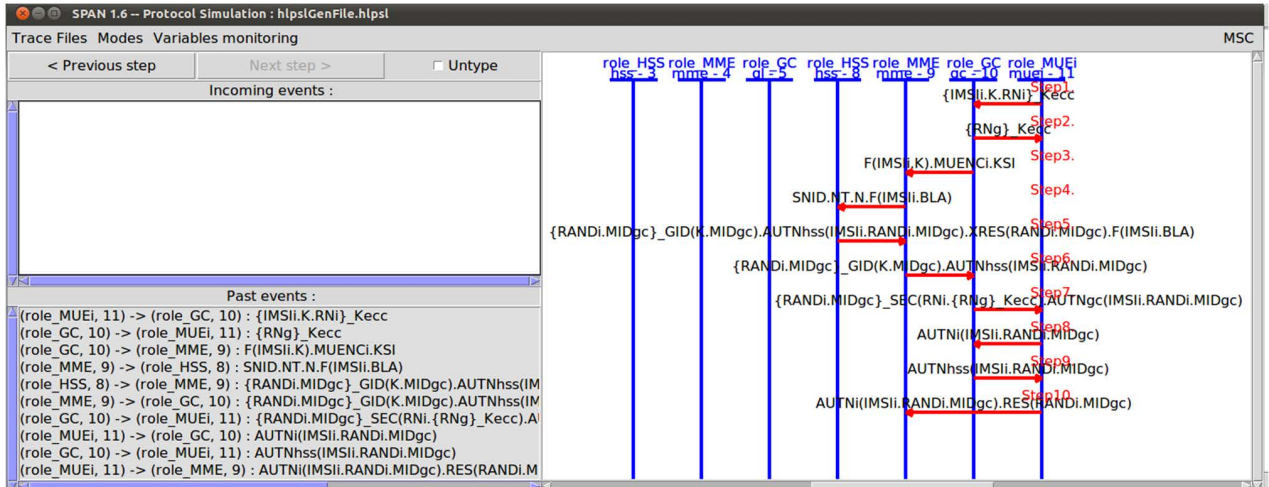 SPAN 1.6 -- Protocol Simulation : hlpslGenFile.hlpsl
Trace Files Modes Variables monitoring MSC
< Previous step Next step > Untype
Incoming events :
role_HSS role_MME role_GC role_HSS role_MME role_GC role_MUEi
hss - 3 mme - 4 gl - 5 hss - 8 mme - 9 gc - 10 muei - 11
Step1.
{IMSIi.K.RNi}_Kecc
Step2.
{RNg}_Kecc
Step3.
F(IMSIi,K).MUENCi.KSI
Step4.
SNID.NT.N.F(IMSIi.BLA)
Step5
{RANDi.MIDgc}_GID(K.MIDgc).AUTNhss(IMSIi.RANDi.MIDgc).XRES(RANDi.MIDgc).F(IMSIi.BLA)
Step6
{RANDi.MIDgc}_GID(K.MIDgc).AUTNhss(IMSIi.RANDi.MIDgc)
Step7
{RANDi.MIDgc}_SEC(RNi.{RNg}_Kecc).AUTNgc(IMSIi.RANDi.MIDgc)
Step8
AUTNi(IMSIi.RANDi.MIDgc)
Step9
AUTNhss(IMSIi.RANDi.MIDgc)
Step10
AUTNi(IMSIi.RANDi.MIDgc).RES(RANDi.MIDgc)
Past events :
(role_MUEi, 11) -> (role_GC, 10) : {IMSIi.K.RNi}_Kecc
(role_GC, 10) -> (role_MUEi, 11) : {RNg}_Kecc
(role_GC, 10) -> (role_MME, 9) : F(IMSIi.K).MUENCi.KSI
(role_MME, 9) -> (role_HSS, 8) : SNID.NT.N.F(IMSIi.BLA)
(role_HSS, 8) -> (role_MME, 9) : {RANDi.MIDgc}_GID(K.MIDgc).AUTNhss(IM
(role_MME, 9) -> (role_GC, 10) : {RANDi.MIDgc}_GID(K.MIDgc).AUTNhss(IM
(role_GC, 10) -> (role_MUEi, 11) : {RANDi.MIDgc}_SEC(RNi.{RNg}_Kecc).A
(role_MUEi, 11) -> (role_GC, 10) : AUTNi(IMSIi.RANDi.MIDgc)
(role_GC, 10) -> (role_MUEi, 11) : AUTNhss(IMSIi.RANDi.MIDgc)
(role_MUEi, 11) -> (role_MME, 9) : AUTNi(IMSIi.RANDi.MIDgc).RES(RANDi.M